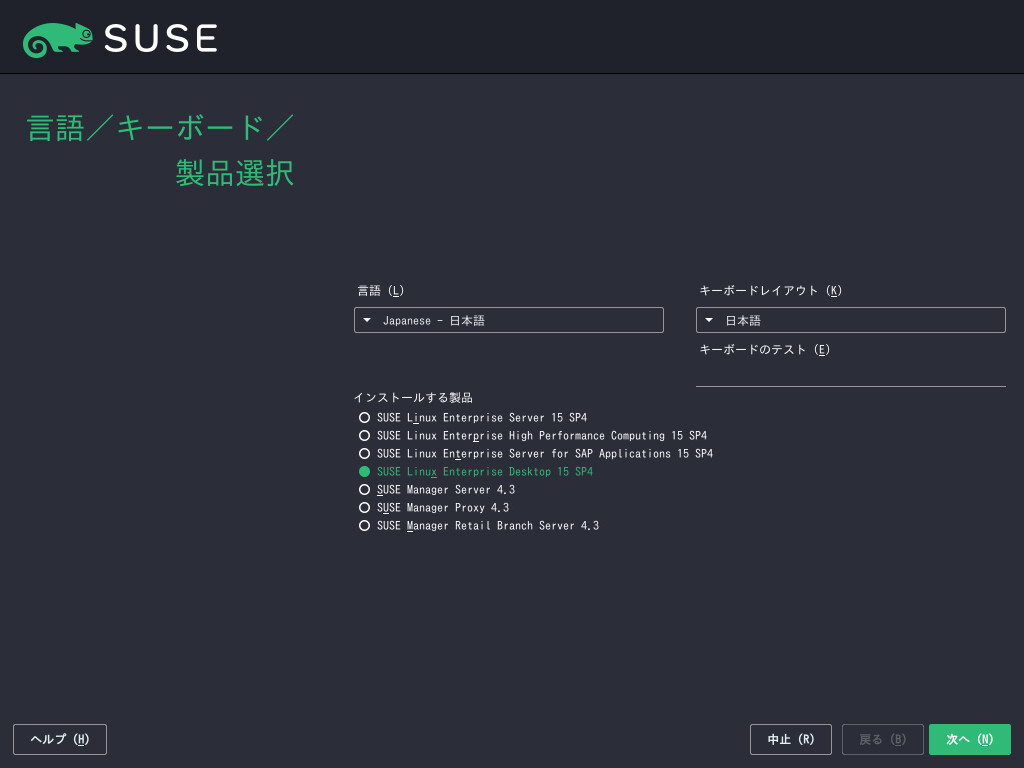 SUSE
言語／キーボード／
製品選択
言語 (L)
キーボードレイアウト (K)
Japanese - 日本語
日本語
キーボードのテスト (E)
インストールする製品
SUSE Linux Enterprise Server 15 SP4
SUSE Linux Enterprise High Performance Computing 15 SP4
SUSE Linux Enterprise Server for SAP Applications 15 SP4
SUSE Linux Enterprise Desktop 15 SP4
SUSE Manager Server 4.3
SUSE Manager Proxy 4.3
SUSE Manager Retail Branch Server 4.3
ヘルプ (H)
中止 (R)
戻る (B)
次へ (N)